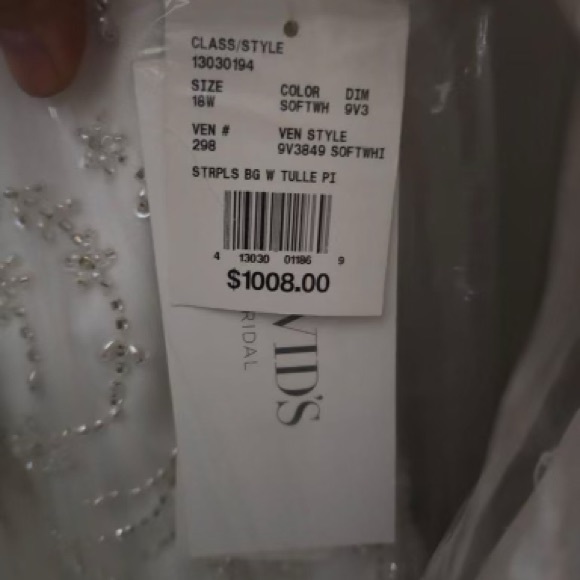 CLASS/STYLE
13030194
SIZE COLOR DIM
18W SOFTWH 9V3
VEN # VEN STYLE
298 9V3849 SOFTWHI
STRPLS BG W TULLE PI
4 13030 01186 9
$1008.00
VID'S
RIDAL